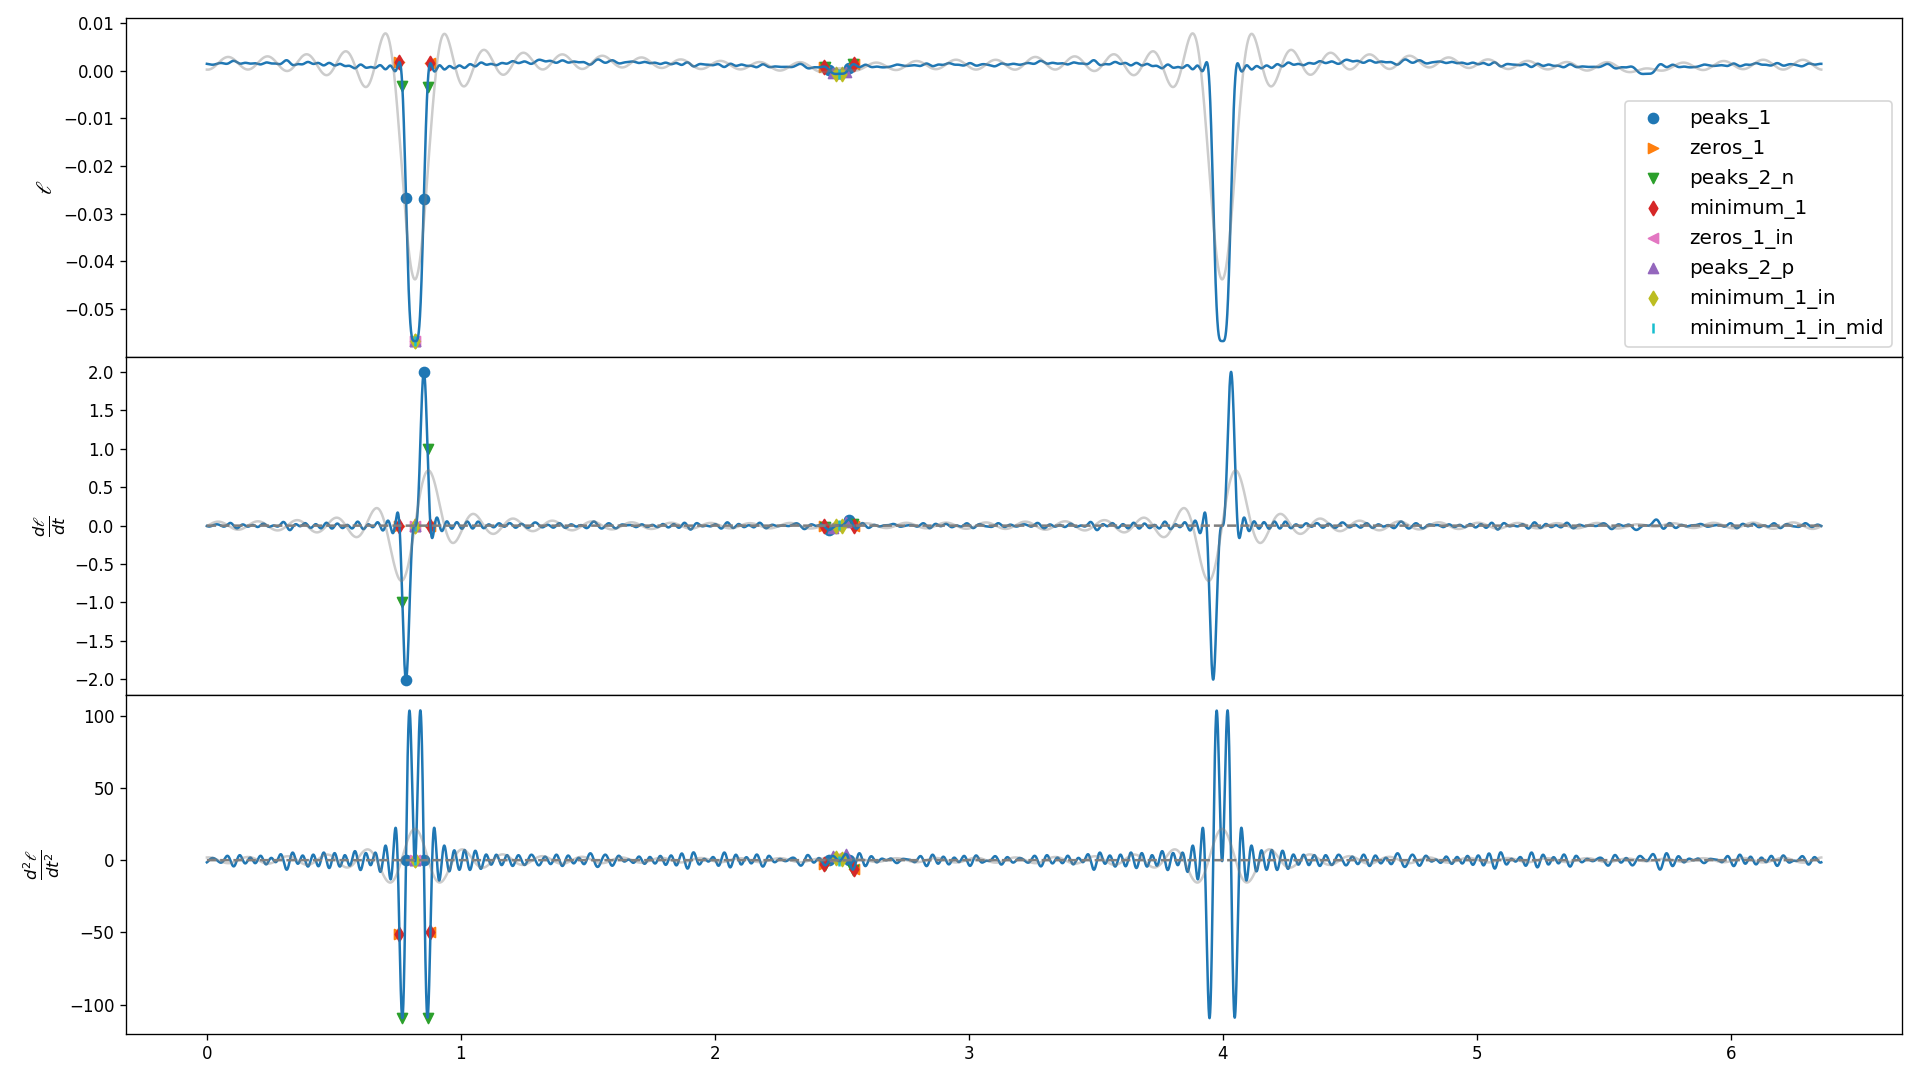 0.01
0.00
−0.01
−0.02
−0.03
−0.04
−0.05
ℓ
peaks_1
zeros_1
peaks_2_n
minimum_1
zeros_1_in
peaks_2_p
minimum_1_in
minimum_1_in_mid
2.0
1.5
1.0
0.5
0.0
−0.5
−1.0
−1.5
−2.0
dℓ
dt
100
50
0
−50
−100
d²ℓ
dt²
0 1 2 3 4 5 6